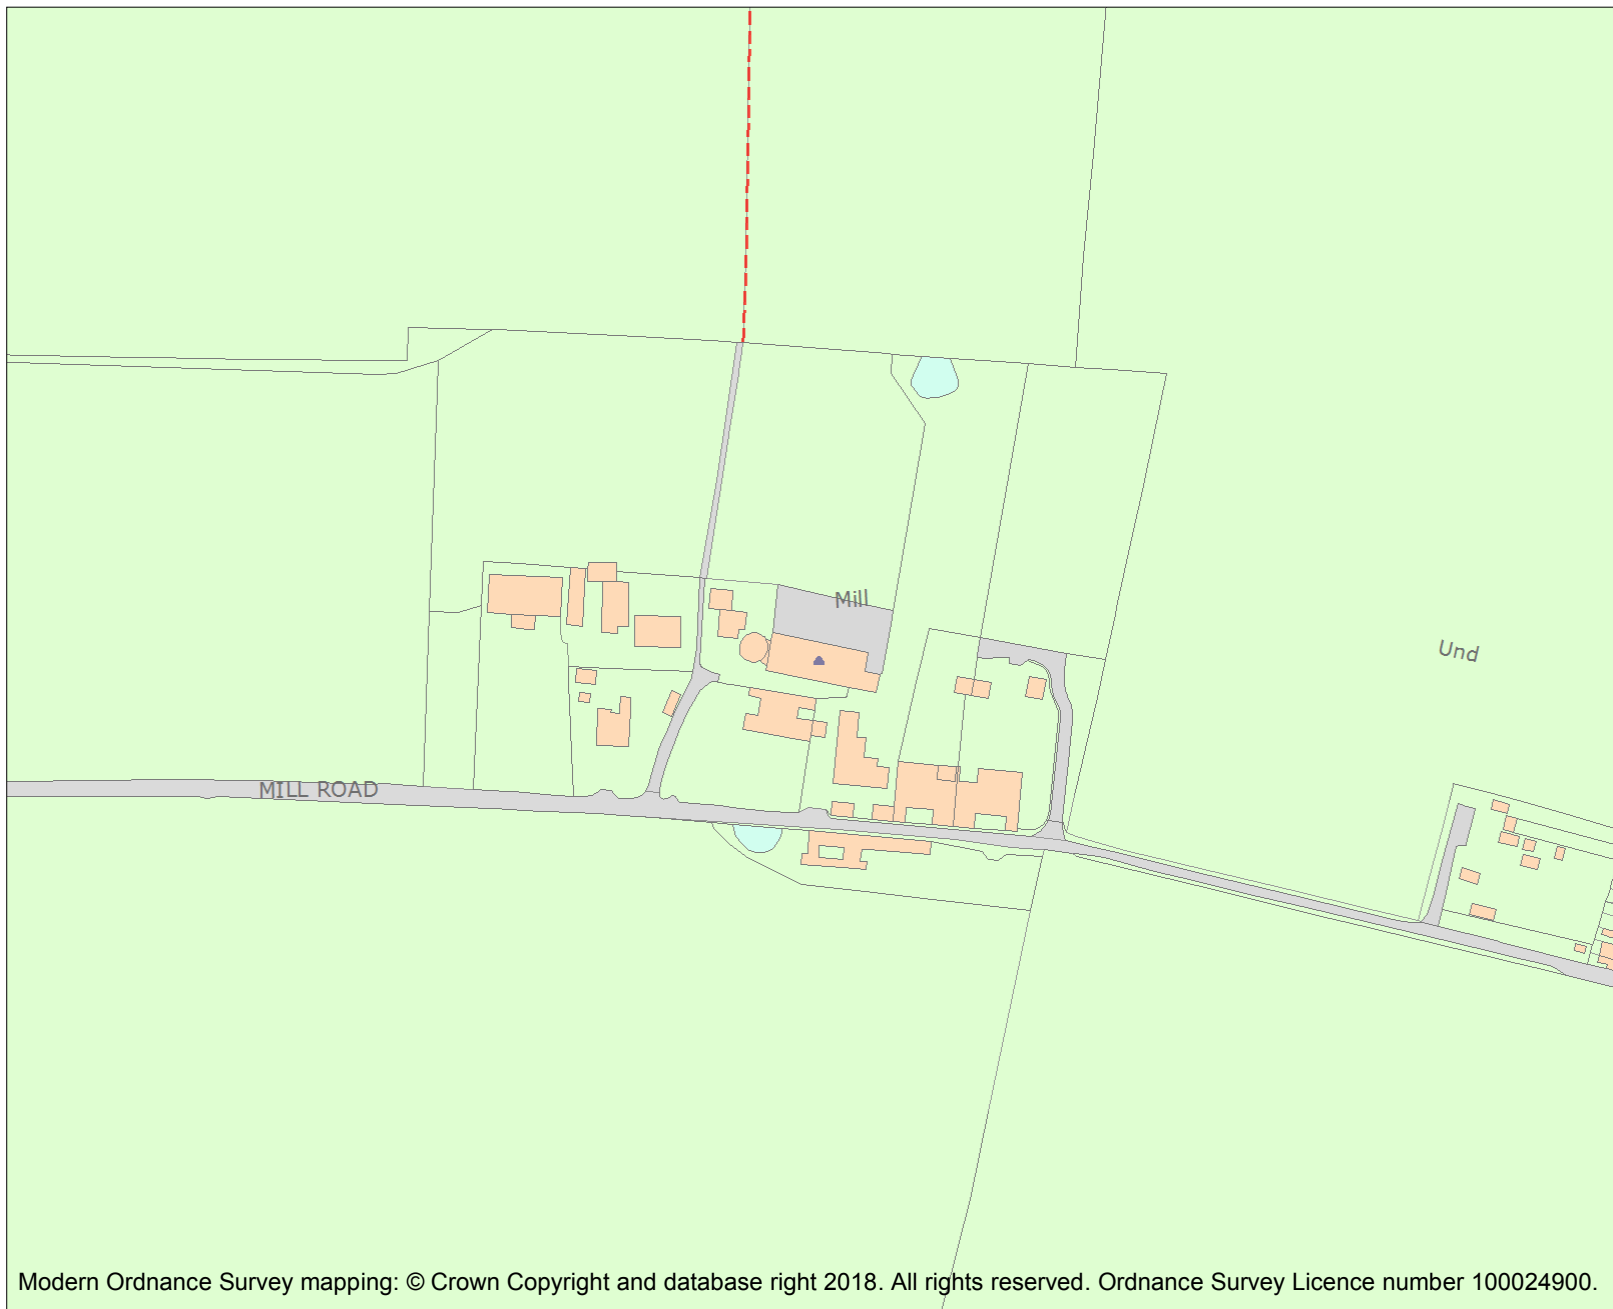 Mill
Und
MILL ROAD
Modern Ordnance Survey mapping: © Crown Copyright and database right 2018. All rights reserved. Ordnance Survey Licence number 100024900.